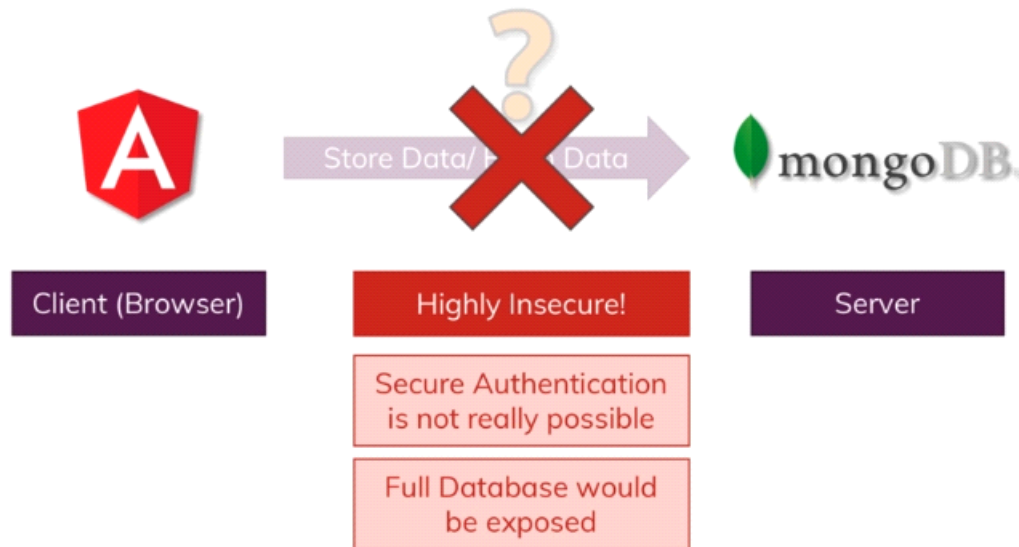 ?
A
Store Data/ Data
mongoDB
Client (Browser)
Highly Insecure!
Server
Secure Authentication
is not really possible
Full Database would
be exposed